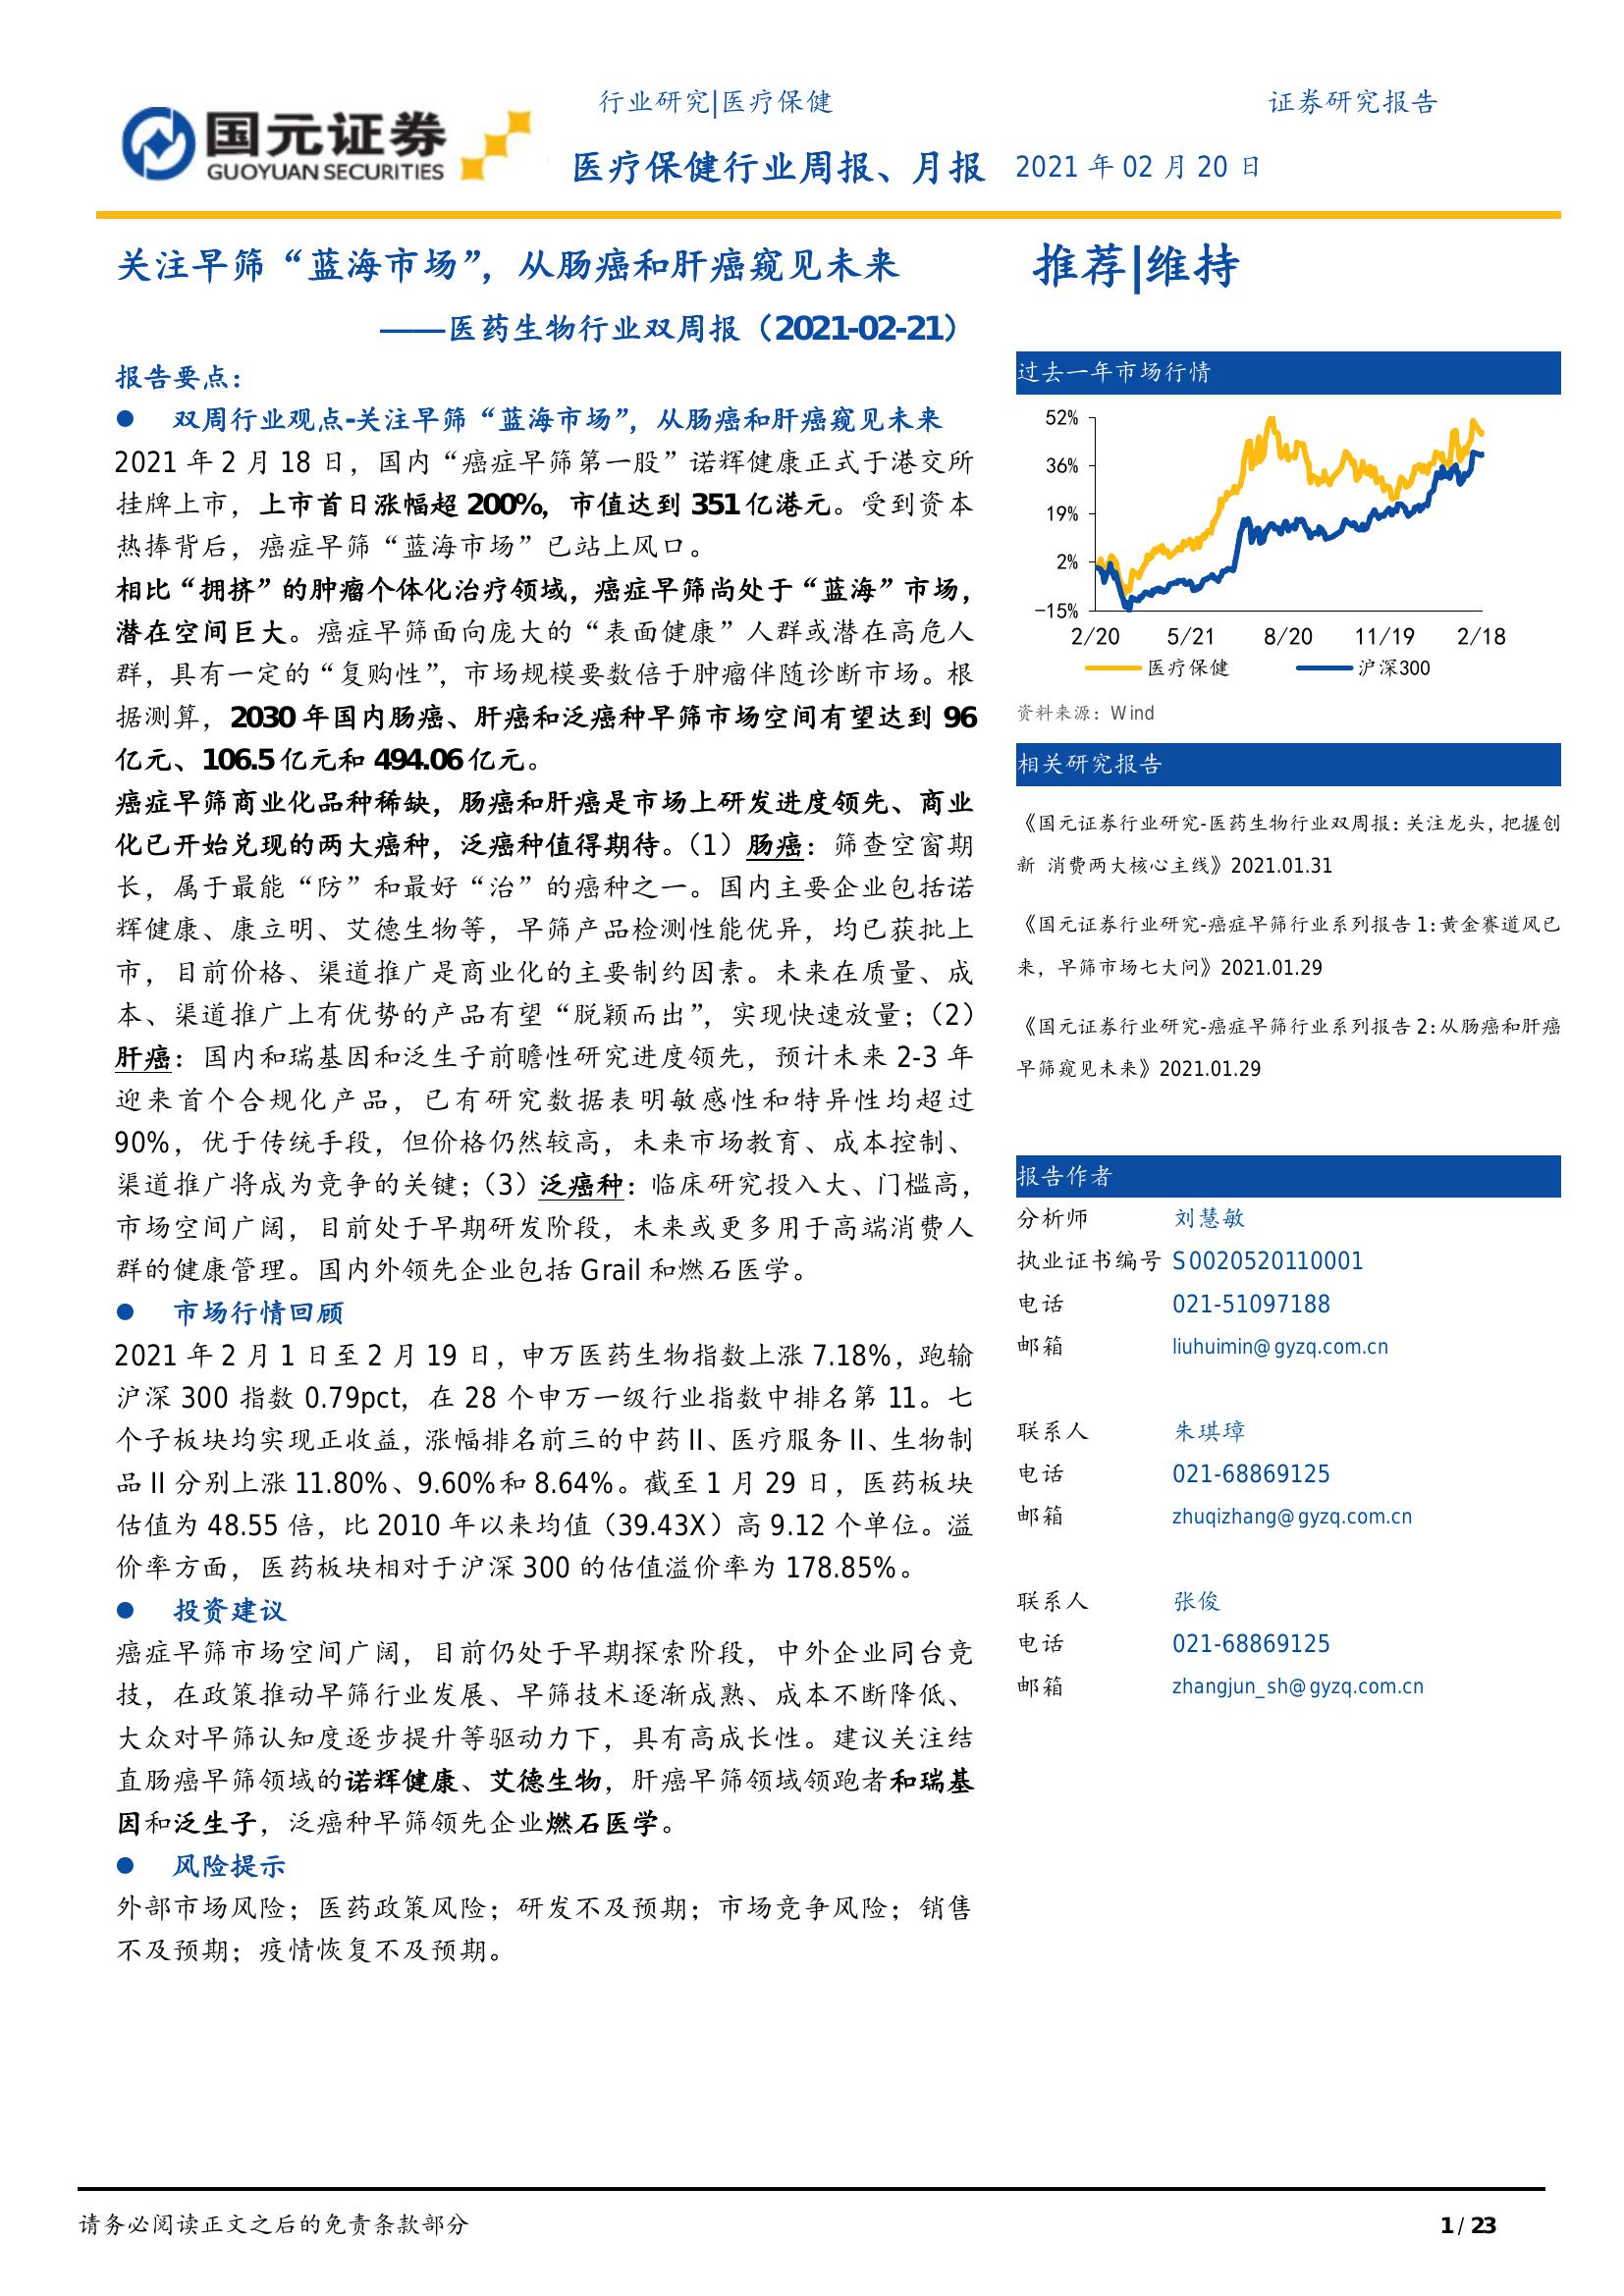 国元证券
GUOYUAN SECURITIES
行业研究|医疗保健
证券研究报告
医疗保健行业周报、月报
2021 年 02 月 20 日
关注早筛“蓝海市场”，从肠癌和肝癌窥见未来
——医药生物行业双周报（2021-02-21）
报告要点：
● 双周行业观点-关注早筛“蓝海市场”，从肠癌和肝癌窥见未来
2021 年 2 月 18 日，国内“癌症早筛第一股”诺辉健康正式于港交所
挂牌上市，上市首日涨幅超 200%，市值达到 351 亿港元。受到资本
热捧背后，癌症早筛“蓝海市场”已站上风口。
相比“拥挤”的肿瘤个体化治疗领域，癌症早筛尚处于“蓝海”市场，
潜在空间巨大。癌症早筛面向庞大的“表面健康”人群或潜在高危人
群，具有一定的“复购性”，市场规模要数倍于肿瘤伴随诊断市场。根
据测算，2030 年国内肠癌、肝癌和泛癌种早筛市场空间有望达到 96
亿元、106.5 亿元和 494.06 亿元。
癌症早筛商业化品种稀缺，肠癌和肝癌是市场上研发进度领先、商业
化已开始兑现的两大癌种，泛癌种值得期待。（1）肠癌：筛查空窗期
长，属于最能“防”和最好“治”的癌种之一。国内主要企业包括诺
辉健康、康立明、艾德生物等，早筛产品检测性能优异，均已获批上
市，目前价格、渠道推广是商业化的主要制约因素。未来在质量、成
本、渠道推广上有优势的产品有望“脱颖而出”，实现快速放量；（2）
肝癌：国内和瑞基因和泛生子前瞻性研究进度领先，预计未来 2-3 年
迎来首个合规化产品，已有研究数据表明敏感性和特异性均超过
90%，优于传统手段，但价格仍然较高，未来市场教育、成本控制、
渠道推广将成为竞争的关键；（3）泛癌种：临床研究投入大、门槛高，
市场空间广阔，目前处于早期研发阶段，未来或更多用于高端消费人
群的健康管理。国内外领先企业包括 Grail 和燃石医学。
● 市场行情回顾
2021 年 2 月 1 日至 2 月 19 日，申万医药生物指数上涨 7.18%，跑输
沪深 300 指数 0.79pct，在 28 个申万一级行业指数中排名第 11。七
个子板块均实现正收益，涨幅排名前三的中药 II、医疗服务 II、生物制
品 II 分别上涨 11.80%、9.60%和 8.64%。截至 1 月 29 日，医药板块
估值为 48.55 倍，比 2010 年以来均值（39.43X）高 9.12 个单位。溢
价率方面，医药板块相对于沪深 300 的估值溢价率为 178.85%。
● 投资建议
癌症早筛市场空间广阔，目前仍处于早期探索阶段，中外企业同台竞
技，在政策推动早筛行业发展、早筛技术逐渐成熟、成本不断降低、
大众对早筛认知度逐步提升等驱动力下，具有高成长性。建议关注结
直肠癌早筛领域的诺辉健康、艾德生物，肝癌早筛领域领跑者和瑞基
因和泛生子，泛癌种早筛领先企业燃石医学。
● 风险提示
外部市场风险；医药政策风险；研发不及预期；市场竞争风险；销售
不及预期；疫情恢复不及预期。
推荐|维持
过去一年市场行情
52%
36%
19%
2%
-15%
2/20 5/21 8/20 11/19 2/18
医疗保健 沪深300
资料来源：Wind
相关研究报告
《国元证券行业研究-医药生物行业双周报：关注龙头，把握创
新 消费两大核心主线》2021.01.31
《国元证券行业研究-癌症早筛行业系列报告 1：黄金赛道风已
来，早筛市场七大问》2021.01.29
《国元证券行业研究-癌症早筛行业系列报告 2：从肠癌和肝癌
早筛窥见未来》2021.01.29
报告作者
分析师 刘慧敏
执业证书编号 S0020520110001
电话 021-51097188
邮箱 liuhuimin@gyzq.com.cn
联系人 朱琪璋
电话 021-68869125
邮箱 zhuqizhang@gyzq.com.cn
联系人 张俊
电话 021-68869125
邮箱 zhangjun_sh@gyzq.com.cn
请务必阅读正文之后的免责条款部分
1 / 23